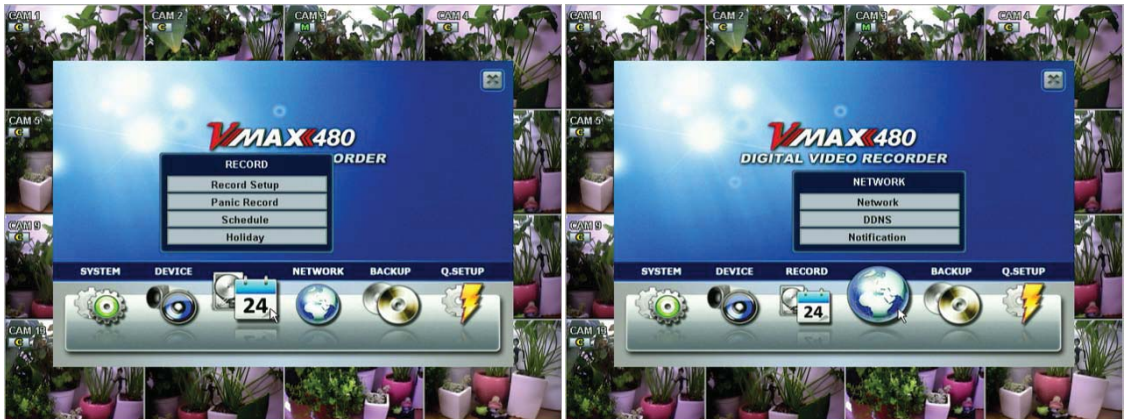 CAM 1 CAM 2 CAM 3 CAM 4
C C M C
CAM 5
C
CAM 9
C
VMAX480
ORDER
RECORD
Record Setup
Panic Record
Schedule
Holiday
SYSTEM DEVICE NETWORK BACKUP Q.SETUP
24
CAM 13
C
CAM 1 CAM 2 CAM 3 CAM 4
C C M C
CAM 5
C
CAM 9
C
VMAX480
DIGITAL VIDEO RECORDER
NETWORK
Network
DDNS
Notification
SYSTEM DEVICE RECORD BACKUP Q.SETUP
24
CAM 13
C